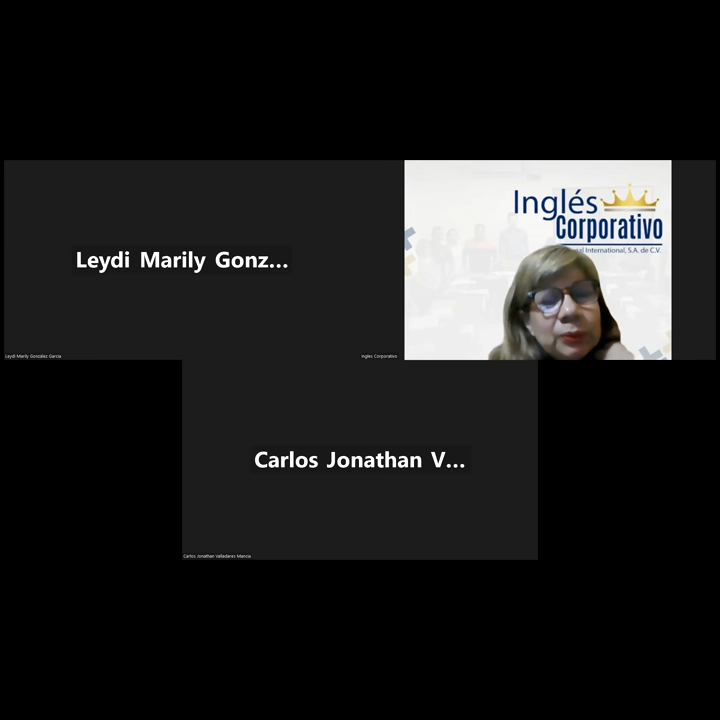 Leydi Marily Gonz...
Leydi Marily González García
Inglés Corporativo
Inglés
Corporativo
nal International, S.A. de C.V.
Carlos Jonathan V...
Carlos Jonathan Valladares Mancía